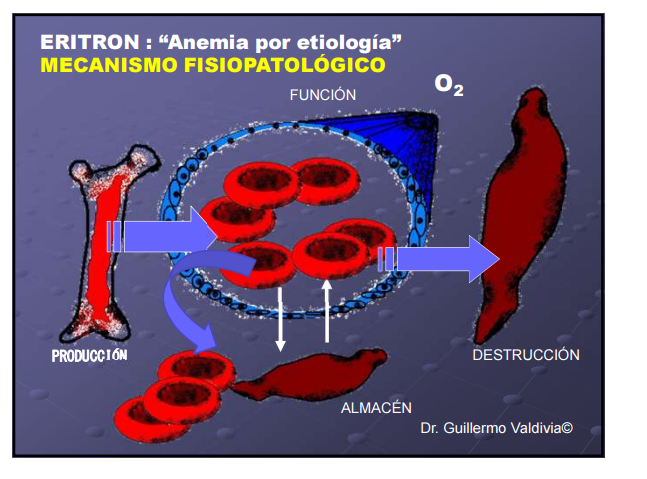 ERITRON : “Anemia por etiología”
MECANISMO FISIOPATOLÓGICO
FUNCIÓN
O₂
PRODUCCIÓN
DESTRUCCIÓN
ALMACÉN
Dr. Guillermo Valdivia©